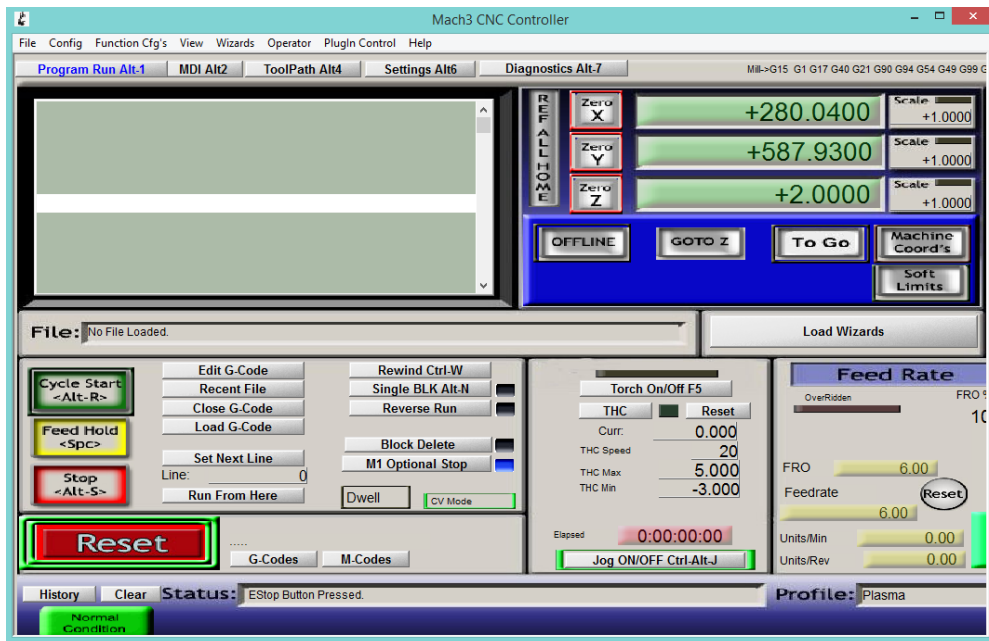 Mach3 CNC Controller
File Config Function Cfg's View Wizards Operator PlugIn Control Help
Program Run Alt-1 MDI Alt2 ToolPath Alt4 Settings Alt6 Diagnostics Alt-7 Mill->G15 G1 G17 G40 G21 G90 G94 G54 G49 G99 G
REF ALL HOME
Zero X +280.0400 Scale +1.0000
Zero Y +587.9300 Scale +1.0000
Zero Z +2.0000 Scale +1.0000
OFFLINE GOTO Z To Go Machine Coord's
Soft Limits
File: No File Loaded. Load Wizards
Cycle Start <Alt-R>
Feed Hold <Spc>
Stop <Alt-S>
Edit G-Code
Recent File
Close G-Code
Load G-Code
Set Next Line
Line: 0
Run From Here
Rewind Ctrl-W
Single BLK Alt-N
Reverse Run
Block Delete
M1 Optional Stop
Dwell CV Mode
Reset
.....
G-Codes M-Codes
Torch On/Off F5
THC Reset
Curr: 0.000
THC Speed 20
THC Max 5.000
THC Min -3.000
Elapsed 0:00:00:00
Jog ON/OFF Ctrl-Alt-J
Feed Rate
OverRidden FRO %
10
FRO 6.00
Feedrate Reset
6.00
Units/Min 0.00
Units/Rev 0.00
History Clear Status: EStop Button Pressed. Profile: Plasma
Normal Condition